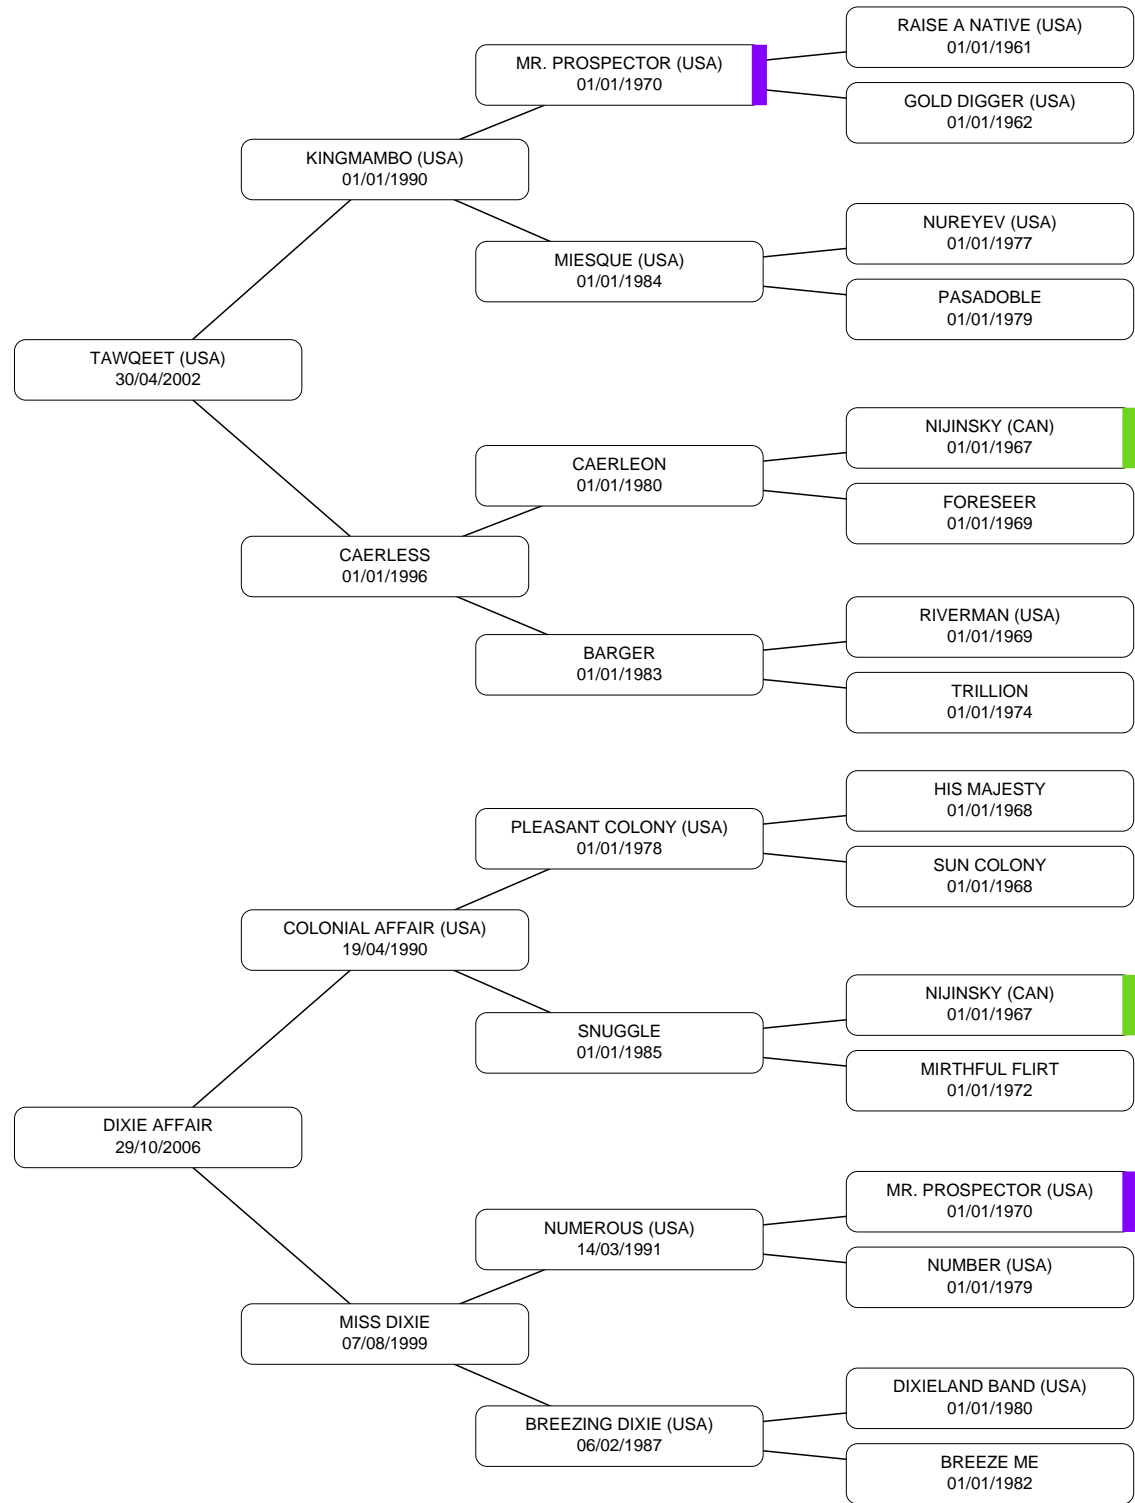 RAISE A NATIVE (USA)
01/01/1961
MR. PROSPECTOR (USA)
01/01/1970
GOLD DIGGER (USA)
01/01/1962
KINGMAMBO (USA)
01/01/1990
NUREYEV (USA)
01/01/1977
MIESQUE (USA)
01/01/1984
PASADOBLE
01/01/1979
TAWQEET (USA)
30/04/2002
NIJINSKY (CAN)
01/01/1967
CAERLEON
01/01/1980
FORESEER
01/01/1969
CAERLESS
01/01/1996
RIVERMAN (USA)
01/01/1969
BARGER
01/01/1983
TRILLION
01/01/1974
HIS MAJESTY
01/01/1968
PLEASANT COLONY (USA)
01/01/1978
SUN COLONY
01/01/1968
COLONIAL AFFAIR (USA)
19/04/1990
NIJINSKY (CAN)
01/01/1967
SNUGGLE
01/01/1985
MIRTHFUL FLIRT
01/01/1972
DIXIE AFFAIR
29/10/2006
MR. PROSPECTOR (USA)
01/01/1970
NUMEROUS (USA)
14/03/1991
NUMBER (USA)
01/01/1979
MISS DIXIE
07/08/1999
DIXIELAND BAND (USA)
01/01/1980
BREEZING DIXIE (USA)
06/02/1987
BREEZE ME
01/01/1982